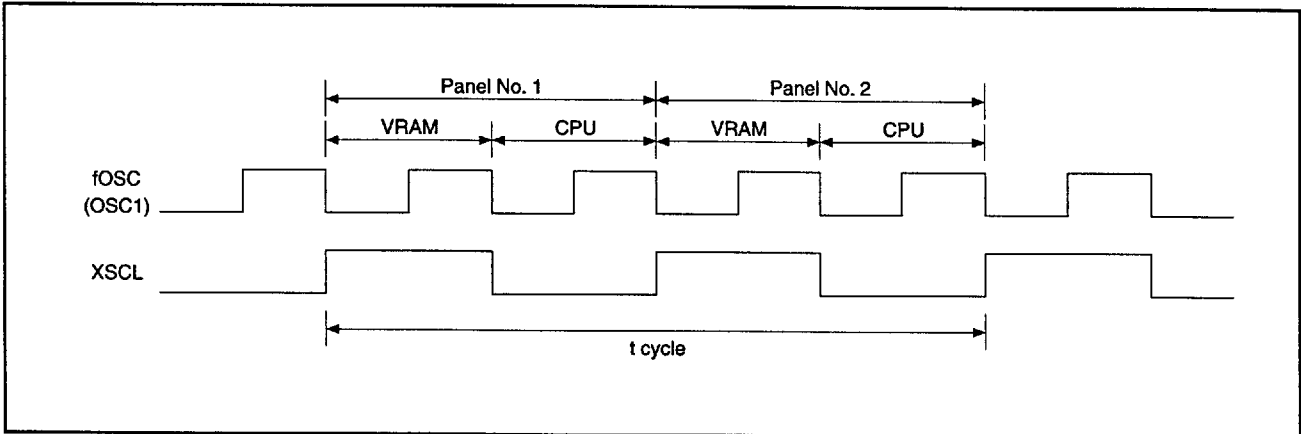 Panel No. 1 Panel No. 2
VRAM CPU VRAM CPU
fOSC
(OSC1)
XSCL
t cycle